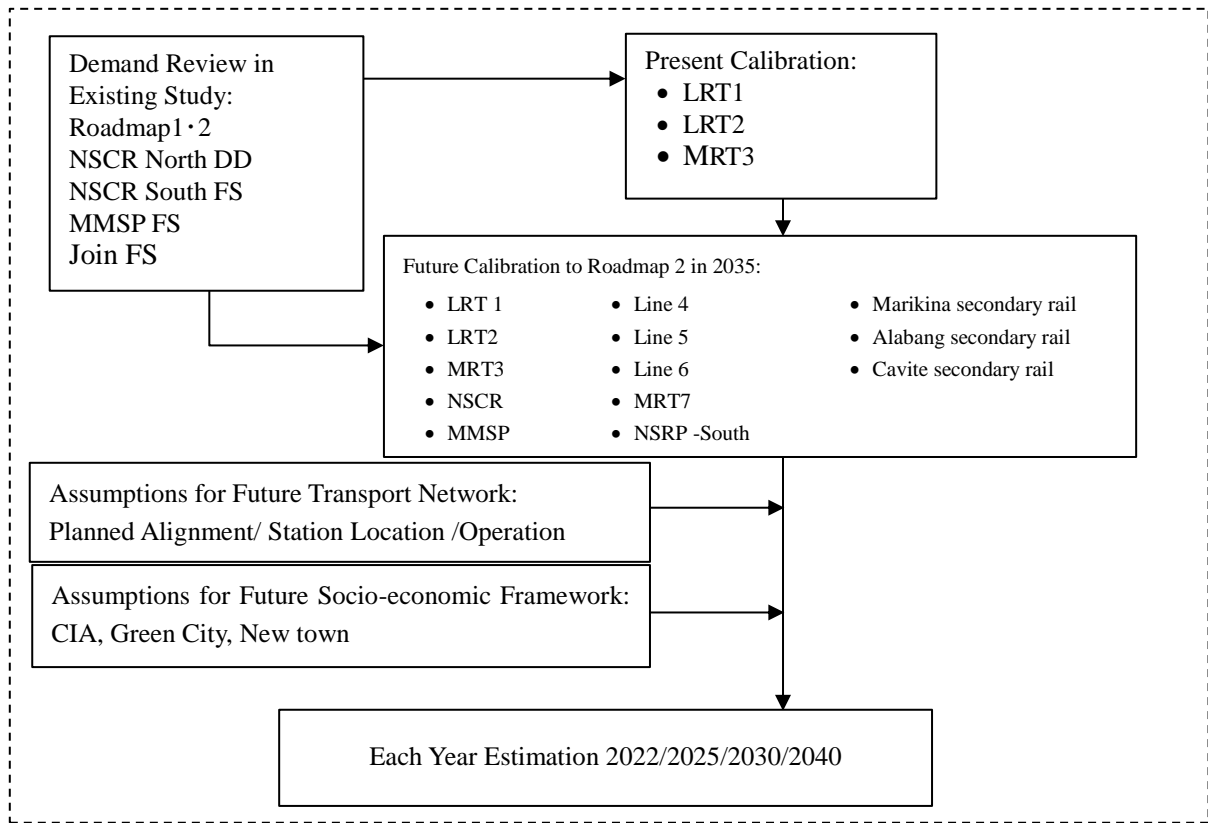 Demand Review in
Existing Study:
Roadmap1・2
NSCR North DD
NSCR South FS
MMSP FS
Join FS
Present Calibration:
• LRT1
• LRT2
• MRT3
Future Calibration to Roadmap 2 in 2035:
• LRT 1
• LRT2
• MRT3
• NSCR
• MMSP
• Line 4
• Line 5
• Line 6
• MRT7
• NSRP -South
• Marikina secondary rail
• Alabang secondary rail
• Cavite secondary rail
Assumptions for Future Transport Network:
Planned Alignment/ Station Location /Operation
Assumptions for Future Socio-economic Framework:
CIA, Green City, New town
Each Year Estimation 2022/2025/2030/2040